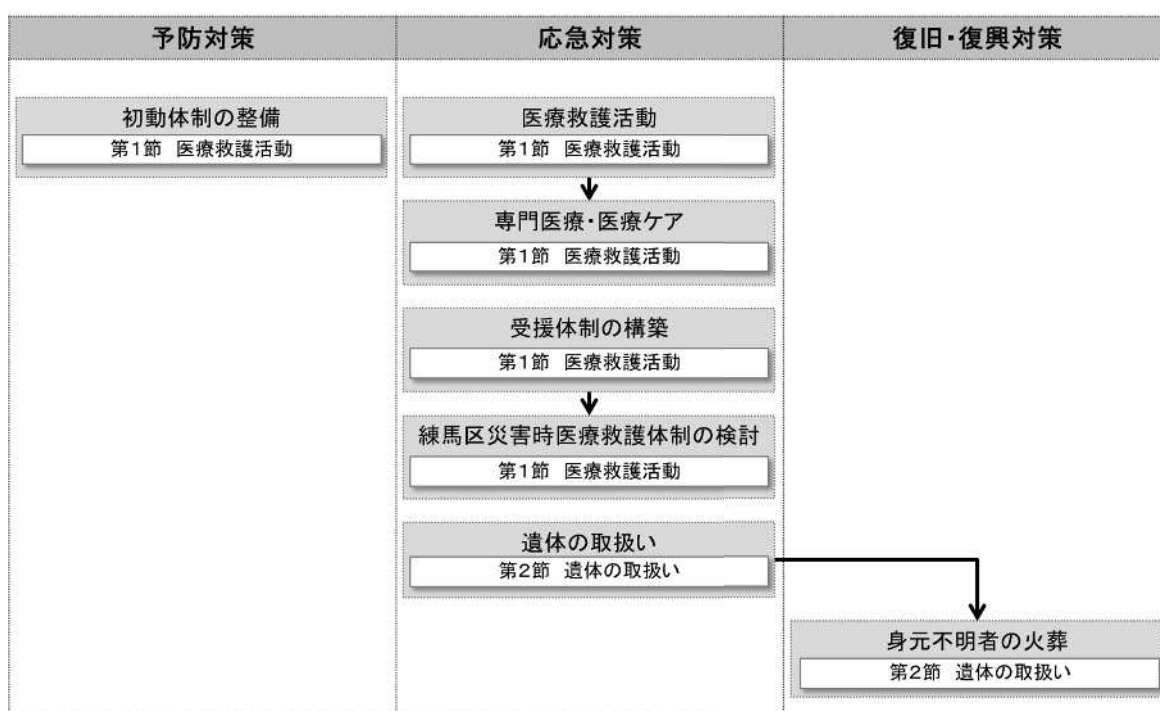 予防対策
応急対策
復旧・復興対策
初動体制の整備
第1節 医療救護活動
医療救護活動
第1節 医療救護活動
専門医療・医療ケア
第1節 医療救護活動
受援体制の構築
第1節 医療救護活動
練馬区災害時医療救護体制の検討
第1節 医療救護活動
遺体の取扱い
第2節 遺体の取扱い
身元不明者の火葬
第2節 遺体の取扱い